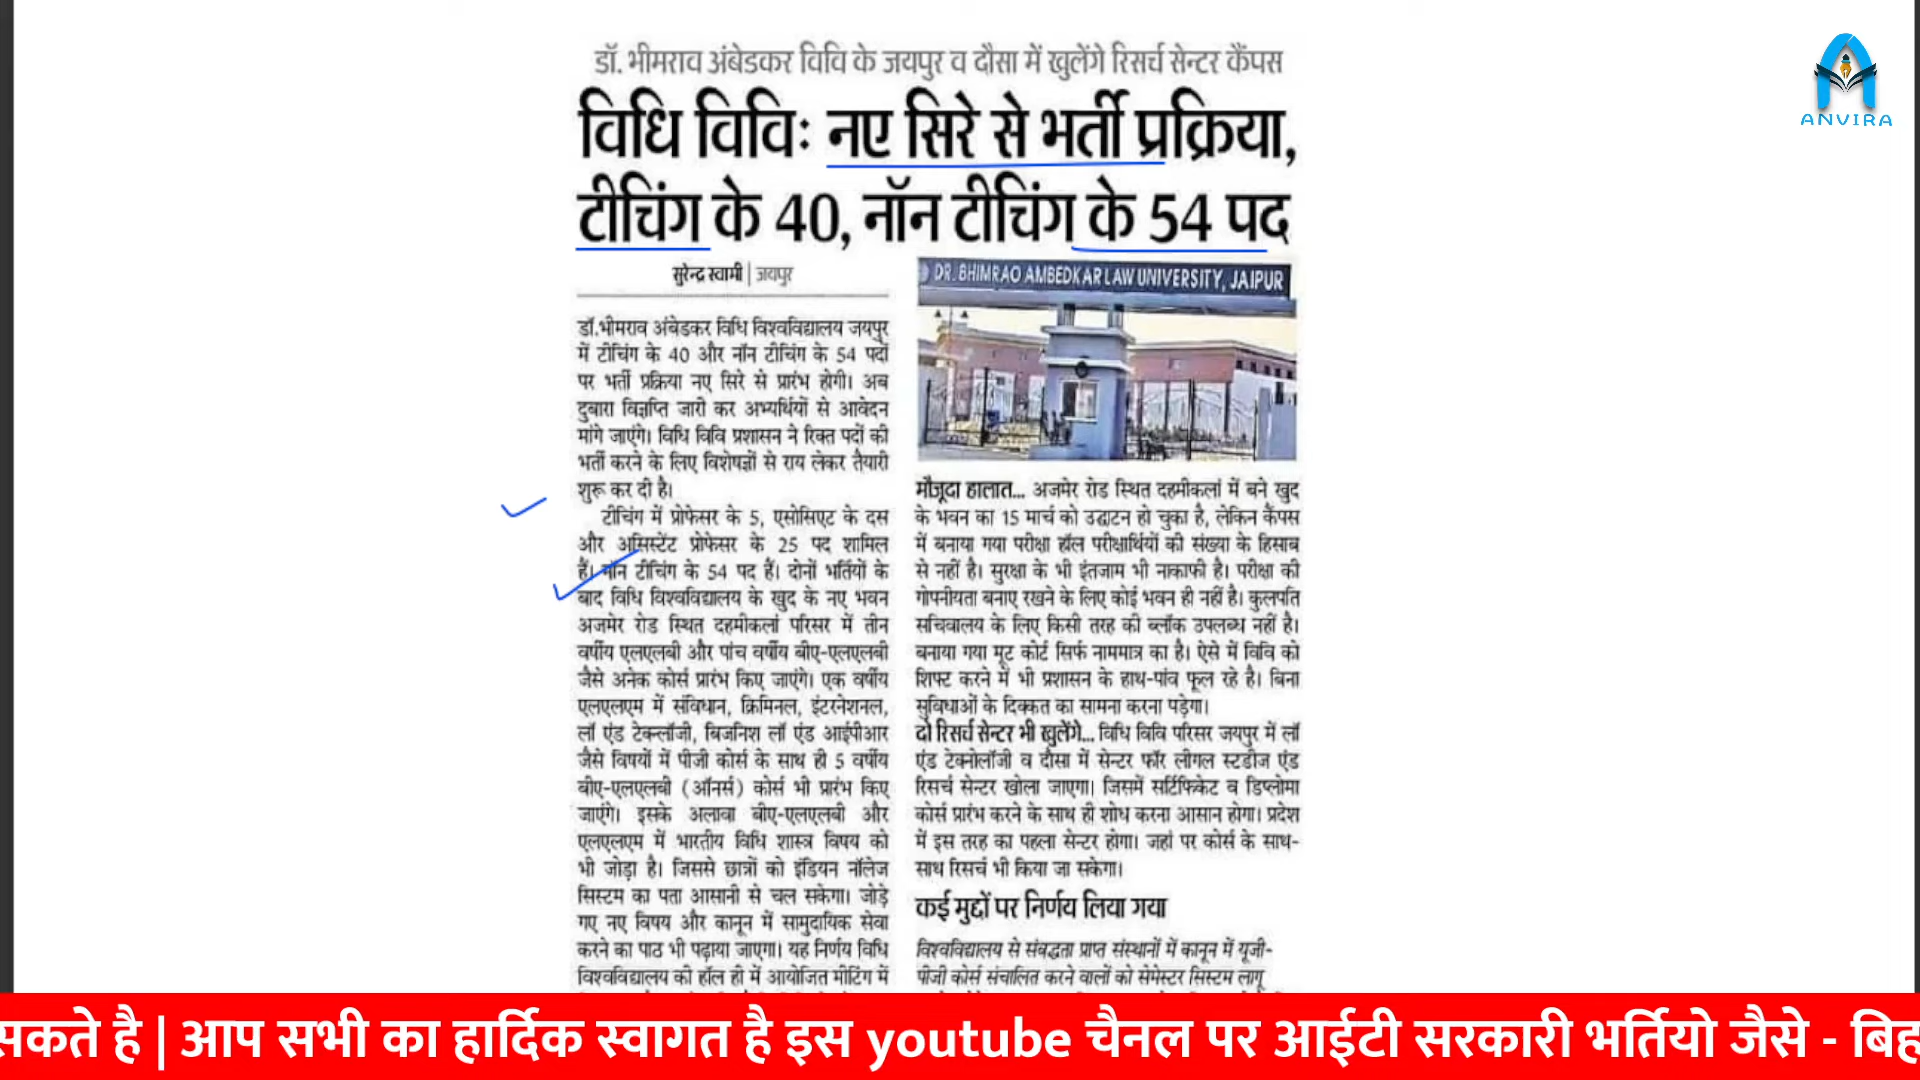 डॉ. भीमराव अंबेडकर विवि के जयपुर व दौसा में खुलेंगे रिसर्च सेन्टर कैंपस
विधि विविः नए सिरे से भर्ती प्रक्रिया,
टीचिंग के 40, नॉन टीचिंग के 54 पद
सुरेन्द्र स्वामी | जयपुर
डॉ.भीमराव अंबेडकर विधि विश्वविद्यालय जयपुर
में टीचिंग के 40 और नॉन टीचिंग के 54 पदों
पर भर्ती प्रक्रिया नए सिरे से प्रारंभ होगी। अब
दुबारा विज्ञप्ति जारी कर अभ्यर्थियों से आवेदन
मांगे जाएंगे। विधि विवि प्रशासन ने रिक्त पदों की
भर्ती करने के लिए विशेषज्ञों से राय लेकर तैयारी
शुरू कर दी है।
टीचिंग में प्रोफेसर के 5, एसोसिएट के दस
और असिस्टेंट प्रोफेसर के 25 पद शामिल
हैं। नॉन टीचिंग के 54 पद हैं। दोनों भर्तियों के
बाद विधि विश्वविद्यालय के खुद के नए भवन
अजमेर रोड स्थित दहमीकलां परिसर में तीन
वर्षीय एलएलबी और पांच वर्षीय बीए-एलएलबी
जैसे अनेक कोर्स प्रारंभ किए जाएंगे। एक वर्षीय
एलएलएम में संविधान, क्रिमिनल, इंटरनेशनल,
लॉ एंड टेक्नलॉजी, बिजनिश लॉ एंड आईपीआर
जैसे विषयों में पीजी कोर्स के साथ ही 5 वर्षीय
बीए-एलएलबी (ऑनर्स) कोर्स भी प्रारंभ किए
जाएंगे। इसके अलावा बीए-एलएलबी और
एलएलएम में भारतीय विधि शास्त्र विषय को
भी जोड़ा है। जिससे छात्रों को इंडियन नॉलेज
सिस्टम का पता आसानी से चल सकेगा। जोड़े
गए नए विषय और कानून में सामुदायिक सेवा
करने का पाठ भी पढ़ाया जाएगा। यह निर्णय विधि
विश्वविद्यालय की हॉल ही में आयोजित मीटिंग में
DR. BHIMRAO AMBEDKAR LAW UNIVERSITY, JAIPUR
मौजूदा हालात... अजमेर रोड स्थित दहमीकलां में बने खुद
के भवन का 15 मार्च को उद्घाटन हो चुका है, लेकिन कैंपस
में बनाया गया परीक्षा हॉल परीक्षार्थियों की संख्या के हिसाब
से नहीं है। सुरक्षा के भी इंतजाम भी नाकाफी है। परीक्षा की
गोपनीयता बनाए रखने के लिए कोई भवन ही नहीं है। कुलपति
सचिवालय के लिए किसी तरह की ब्लॉक उपलब्ध नहीं है।
बनाया गया मूट कोर्ट सिर्फ नाममात्र का है। ऐसे में विवि को
शिफ्ट करने में भी प्रशासन के हाथ-पांव फूल रहे है। बिना
सुविधाओं के दिक्कत का सामना करना पड़ेगा।
दो रिसर्च सेन्टर भी खुलेंगे... विधि विवि परिसर जयपुर में लॉ
एंड टेक्नोलॉजी व दौसा में सेन्टर फॉर लीगल स्टडीज एंड
रिसर्च सेन्टर खोला जाएगा। जिसमें सर्टिफिकेट व डिप्लोमा
कोर्स प्रारंभ करने के साथ ही शोध करना आसान होगा। प्रदेश
में इस तरह का पहला सेन्टर होगा। जहां पर कोर्स के साथ-
साथ रिसर्च भी किया जा सकेगा।
कई मुद्दों पर निर्णय लिया गया
विश्वविद्यालय से संबद्धता प्राप्त संस्थानों में कानून में यूजी-
पीजी कोर्स संचालित करने वालों को सेमेस्टर सिस्टम लागू
ANVIRA
सकते है | आप सभी का हार्दिक स्वागत है इस youtube चैनल पर आईटी सरकारी भर्तियो जैसे - बिह